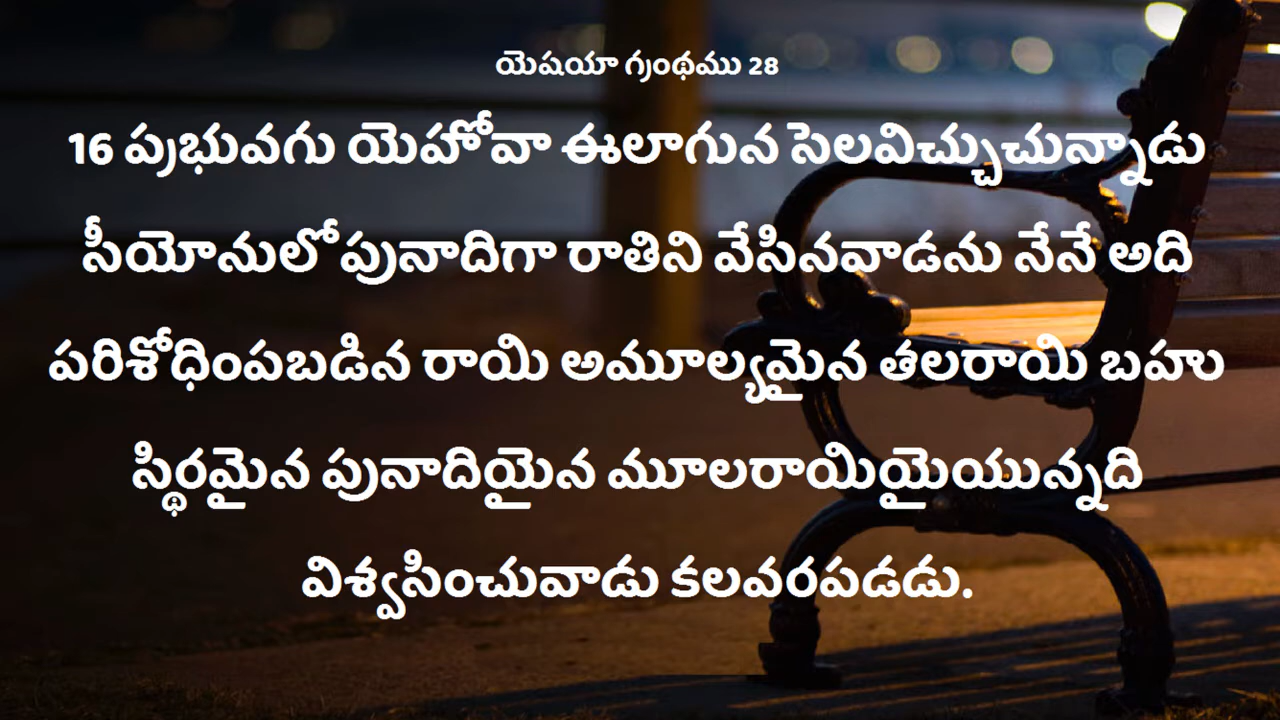 యెషయా గ్రంథము 28
16 ప్రభువగు యెహోవా ఈలాగున సెలవిచ్చుచున్నాడు
సీయోనులో పునాదిగా రాతిని వేసినవాడను నేనే అది
పరిశోధింపబడిన రాయి అమూల్యమైన తలరాయి బహు
స్థిరమైన పునాదియైన మూలరాయియైయున్నది
విశ్వసించువాడు కలవరపడడు.